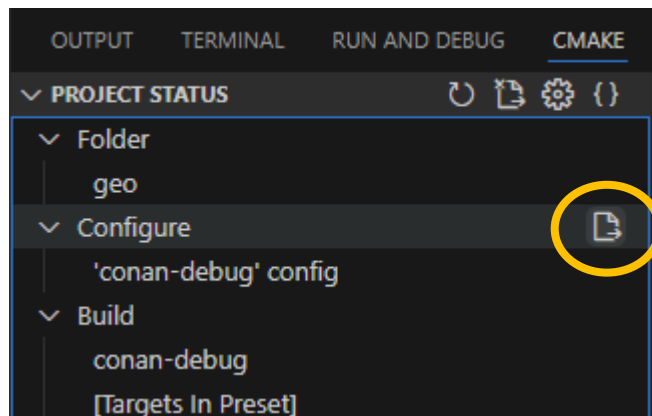 OUTPUT TERMINAL RUN AND DEBUG CMAKE
PROJECT STATUS
Folder
geo
Configure
'conan-debug' config
Build
conan-debug
[Targets In Preset]